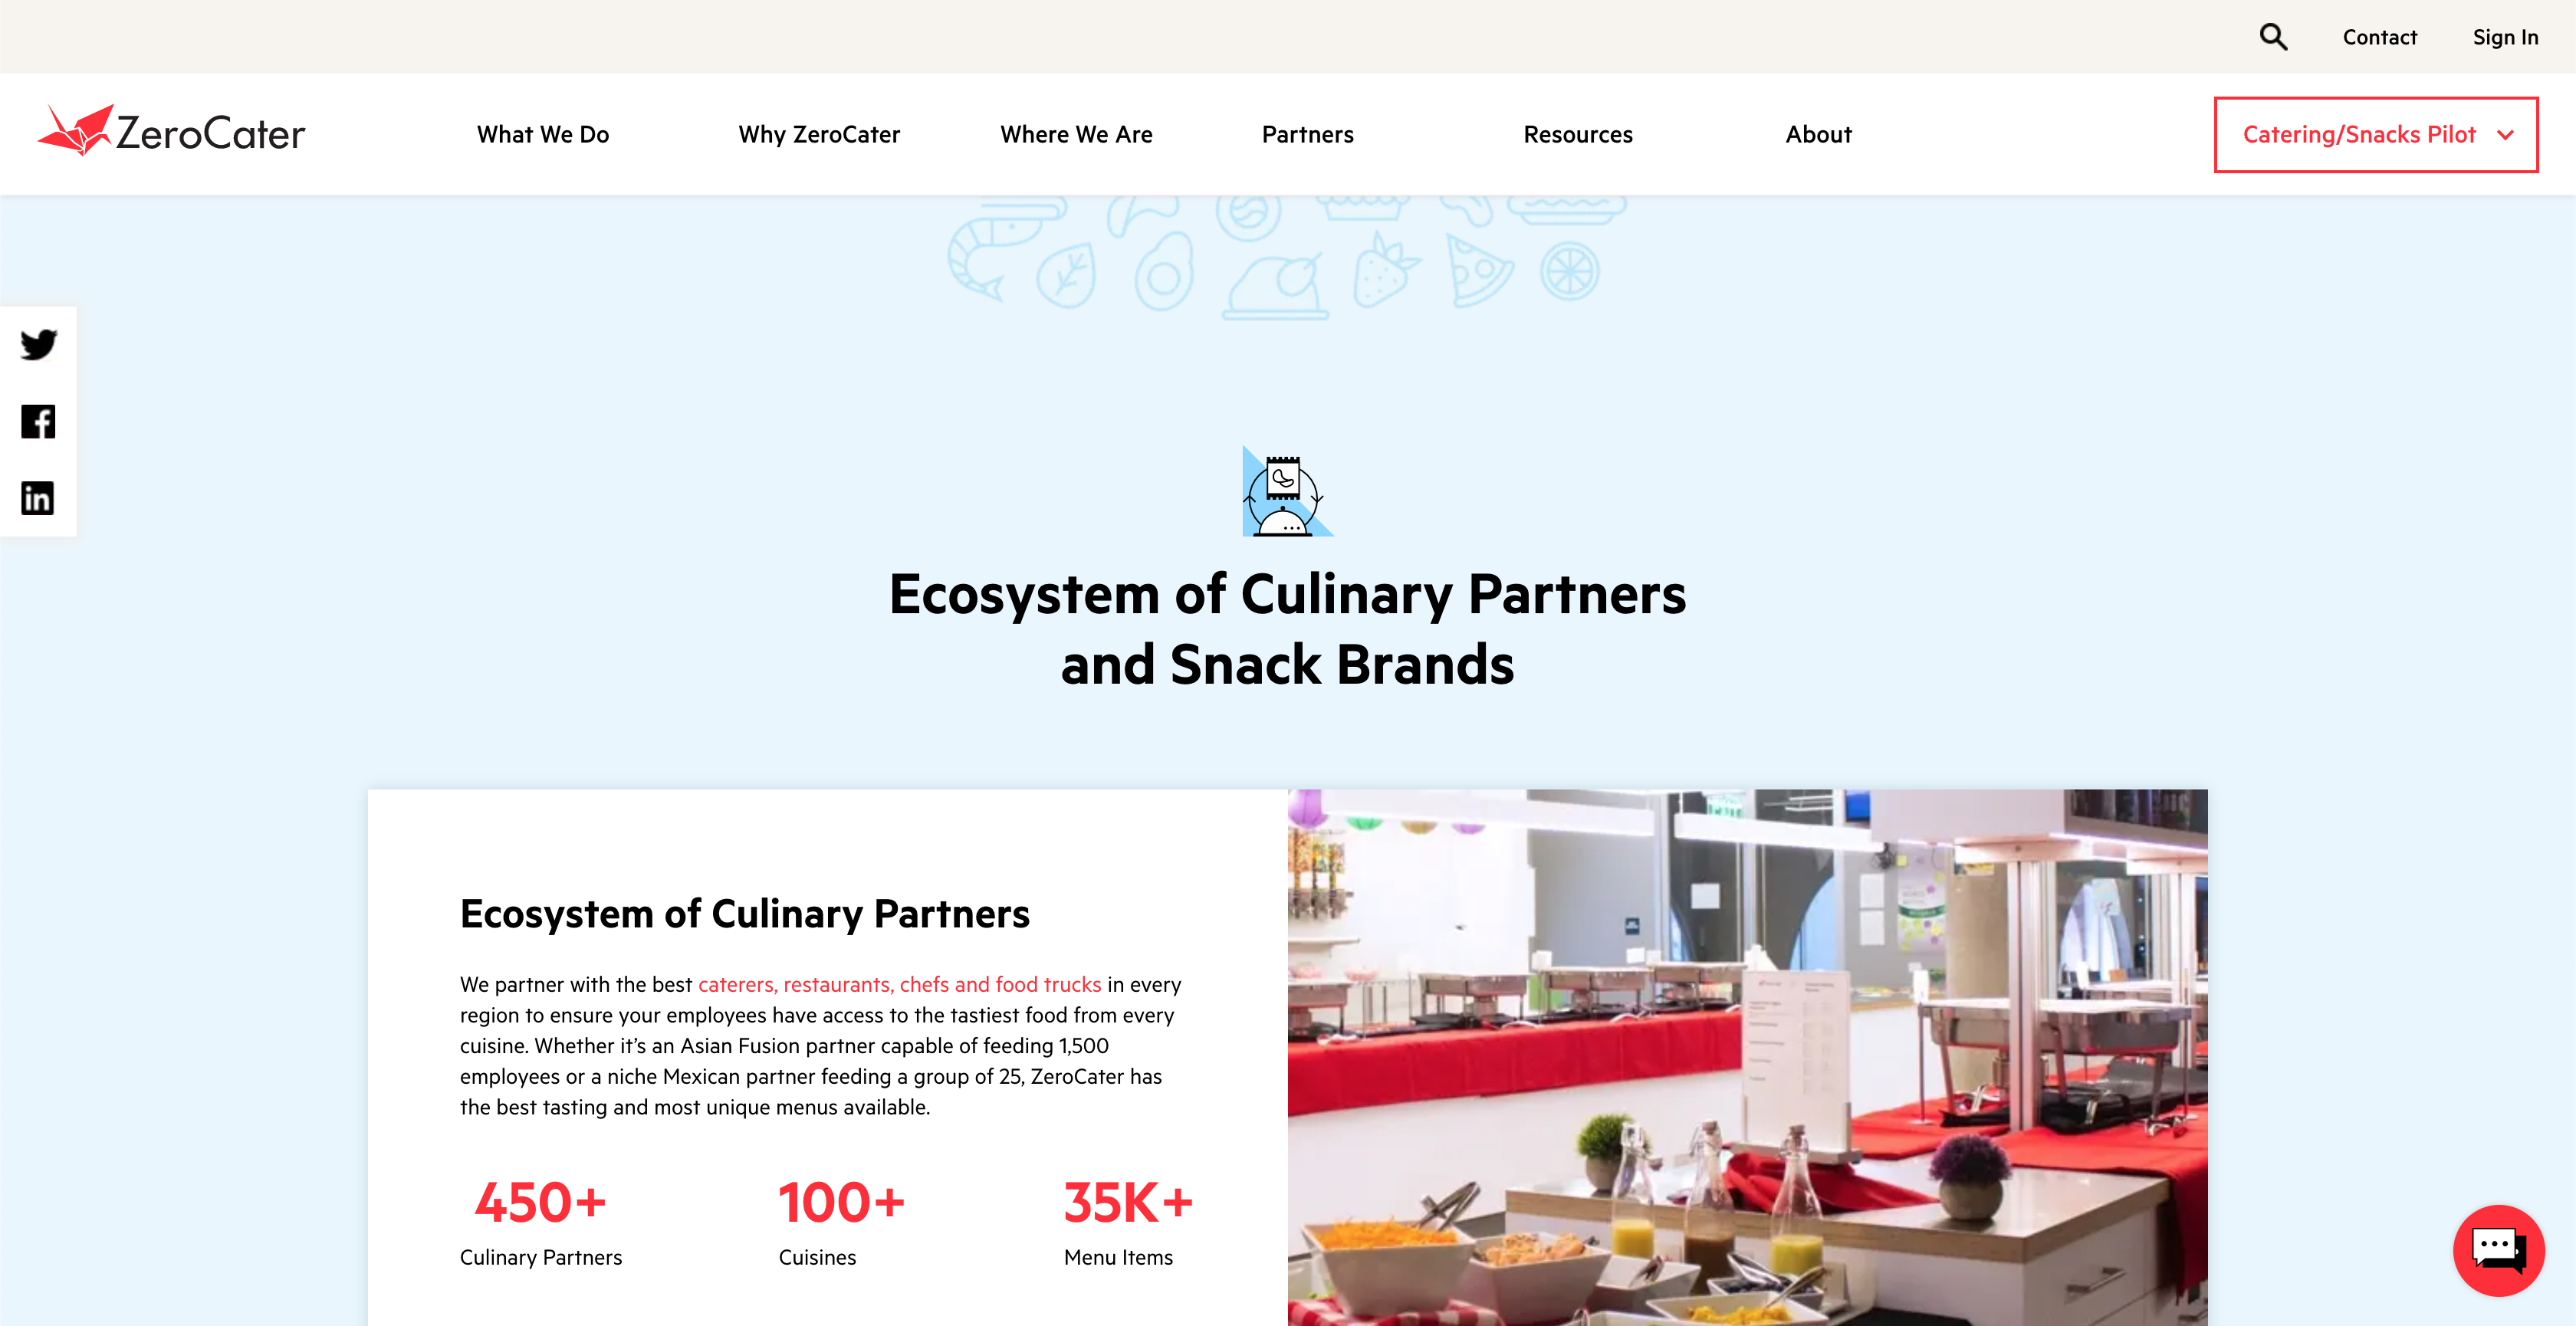 Contact
Sign In
ZeroCater
What We Do
Why ZeroCater
Where We Are
Partners
Resources
About
Catering/Snacks Pilot
Ecosystem of Culinary Partners
and Snack Brands
Ecosystem of Culinary Partners
We partner with the best caterers, restaurants, chefs and food trucks in every
region to ensure your employees have access to the tastiest food from every
cuisine. Whether it’s an Asian Fusion partner capable of feeding 1,500
employees or a niche Mexican partner feeding a group of 25, ZeroCater has
the best tasting and most unique menus available.
450+
100+
35K+
Culinary Partners
Cuisines
Menu Items